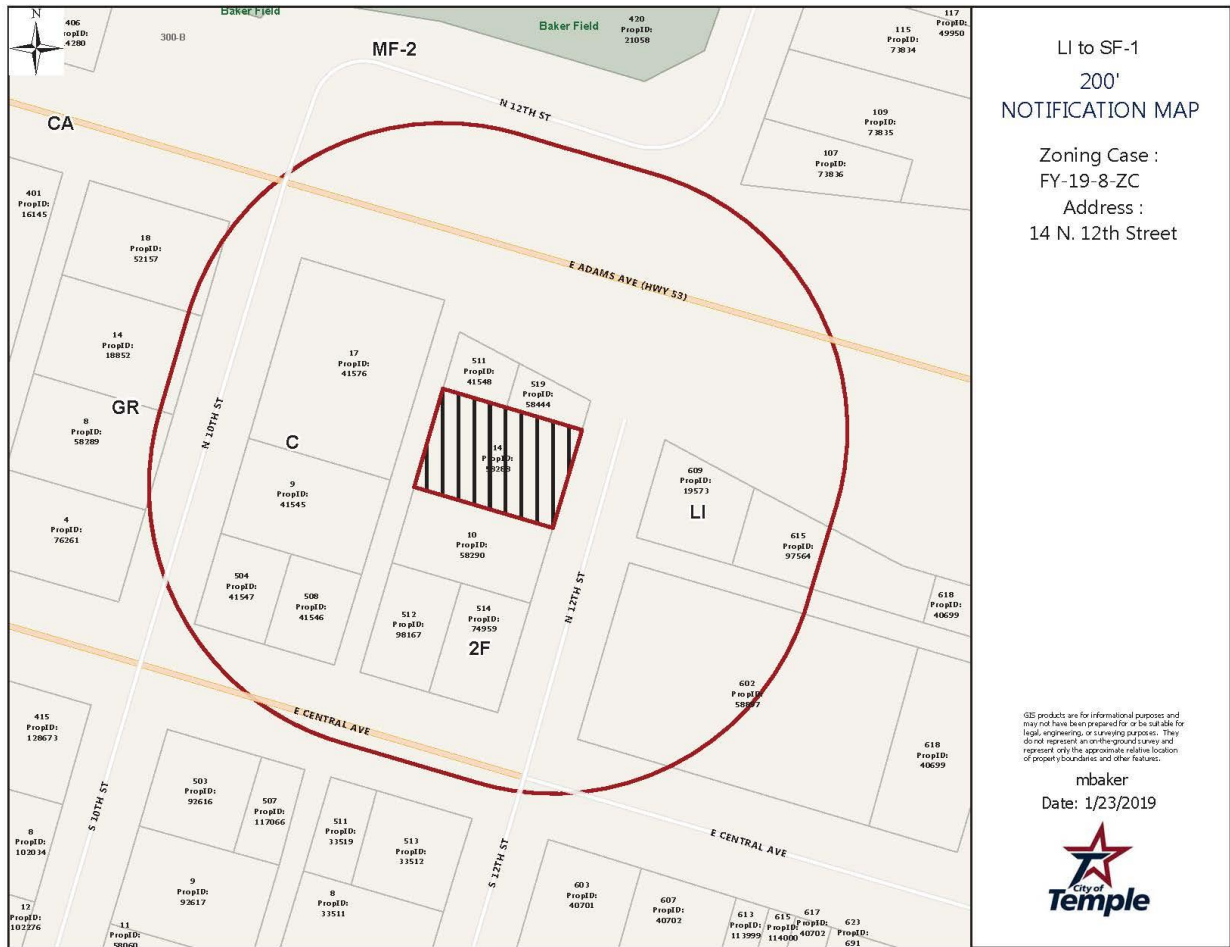 N
406
ropID:
4280
300-B
Baker Field
Baker Field
420
PropID:
21058
117
PropID:
49950
115
PropID:
73834
MF-2
N 12TH ST
109
PropID:
73835
107
PropID:
73836
CA
401
PropID:
16145
18
PropID:
52157
E ADAMS AVE (HWY 53)
14
PropID:
18852
17
PropID:
41576
511
PropID:
41548
519
PropID:
58444
GR
8
PropID:
58289
N 10TH ST
C
14
9
PropID:
41545
609
PropID:
19573
LI
4
PropID:
76261
10
PropID:
58290
615
PropID:
97564
504
PropID:
41547
508
PropID:
41546
512
PropID:
98167
514
PropID:
74959
N 12TH ST
618
PropID:
40699
2F
602
PropID:
415
PropID:
128673
E CENTRAL AVE
618
PropID:
40699
503
PropID:
92616
507
PropID:
117066
S 10TH ST
511
PropID:
33519
513
PropID:
33512
8
PropID:
102034
E CENTRAL AVE
S 12TH ST
9
PropID:
92617
8
PropID:
33511
603
PropID:
40701
607
PropID:
40702
12
PropID:
102276
11
PropID:
58060
613
PropID:
113999
615
PropID:
114000
617
PropID:
40702
623
PropID:
691
LI to SF-1
200'
NOTIFICATION MAP
Zoning Case :
FY-19-8-ZC
Address :
14 N. 12th Street
GIS products are for informational purposes and
may not have been prepared for or be suitable for
legal, engineering, or surveying purposes. They
do not represent an on-the-ground survey and
represent only the approximate relative location
of property boundaries and other features.
mbaker
Date: 1/23/2019
City of
Temple